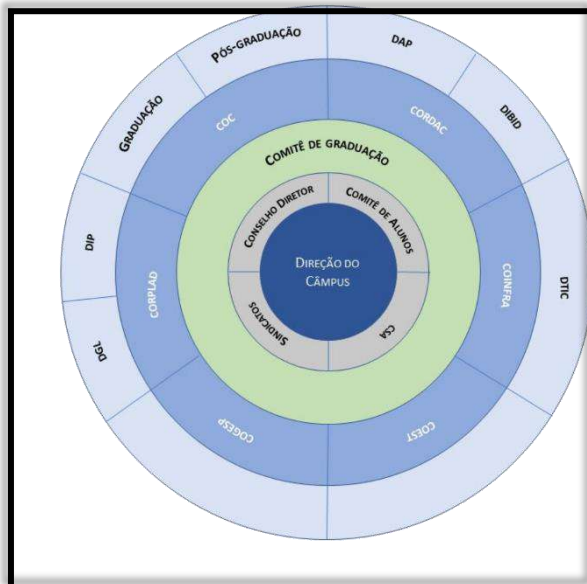 PÓS-GRADUAÇÃO
DAP
GRADUAÇÃO
DIBID
COC
CORDAC
COMITÊ DE GRADUAÇÃO
CONSELHO DIRETOR
COMITÊ DE ALUNOS
DIP
CORPLAD
DIREÇÃO DO
CÂMPUS
COINFRA
DTIC
DGL
SINDICATOS
CSA
COGESP
COEST